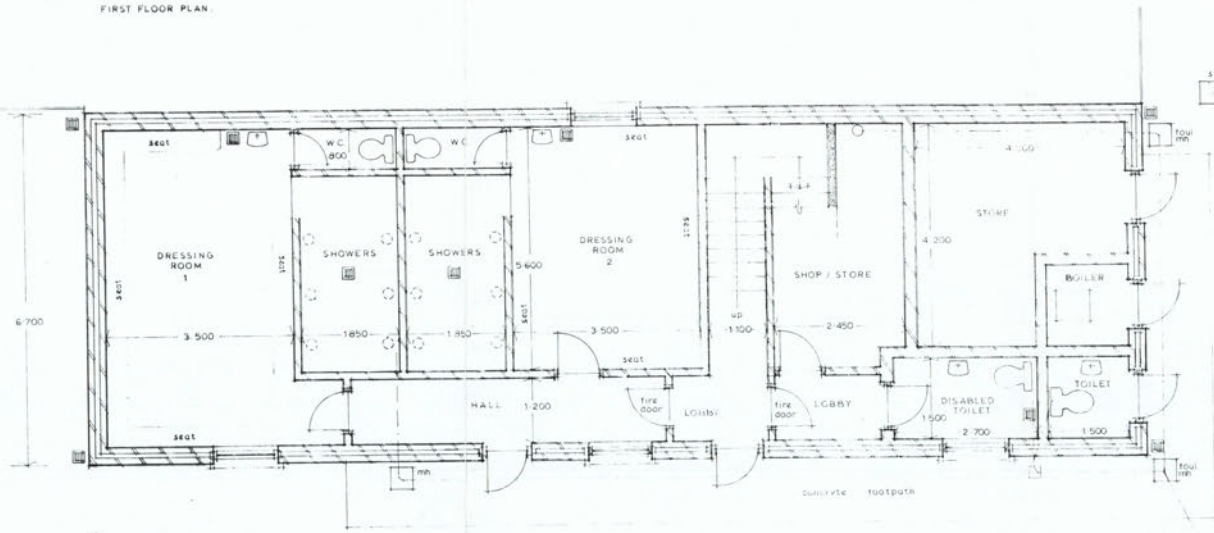 FIRST FLOOR PLAN.
foul
mh
seat
W.C.
800
W.C.
seat
4·200
STORE
DRESSING
ROOM
1
seat
seat
SHOWERS
SHOWERS
5·600
DRESSING
ROOM
2
seat
seat
SHOP / STORE
BOILER
6·700
3·500
1·850
1·850
3·500
up
1·100
2·450
seat
HALL
1·200
fire
door
LOBBY
fire
door
LOBBY
1·500
DISABLED
TOILET
2·700
TOILET
1·500
seat
mh
foul
mh
concrete footpath